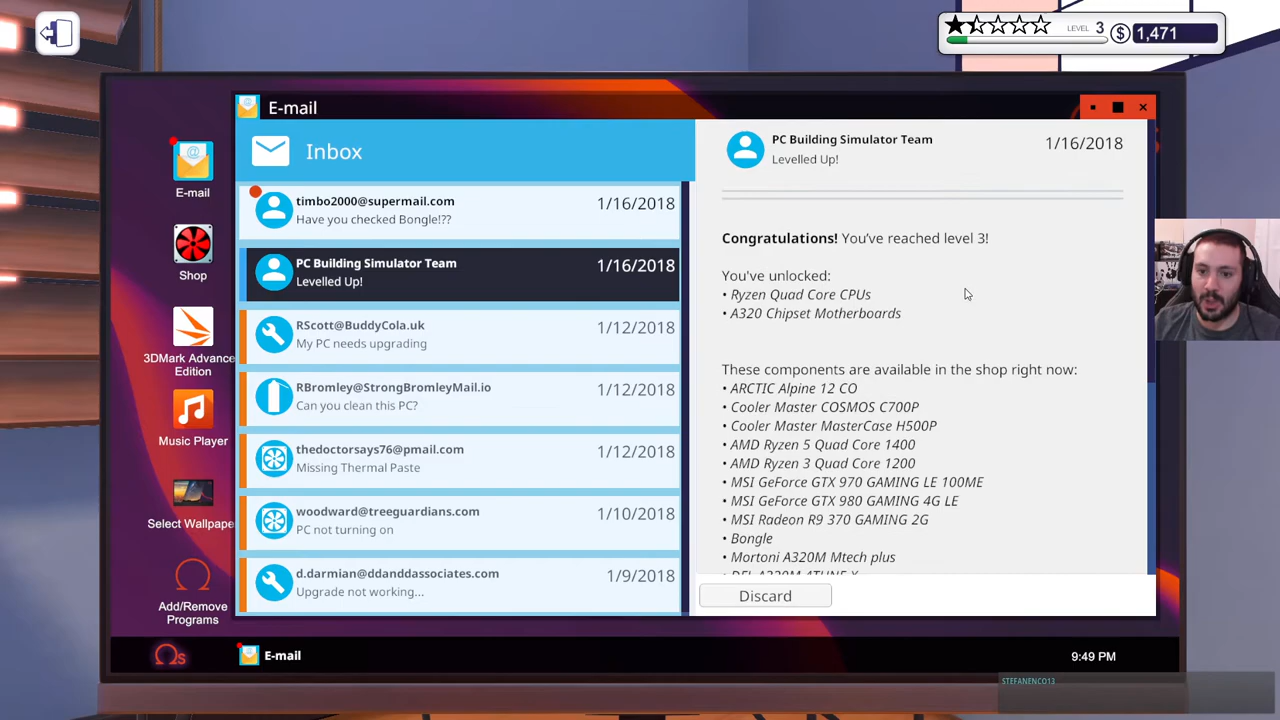 LEVEL 3
$ 1,471
E-mail
Inbox
timbo2000@supermail.com
Have you checked Bongle!??
1/16/2018
PC Building Simulator Team
Levelled Up!
1/16/2018
RScott@BuddyCola.uk
My PC needs upgrading
1/12/2018
RBromley@StrongBromleyMail.io
Can you clean this PC?
1/12/2018
thedoctorsays76@pmail.com
Missing Thermal Paste
1/12/2018
woodward@treeguardians.com
PC not turning on
1/10/2018
d.darmian@ddanddassociates.com
Upgrade not working...
1/9/2018
PC Building Simulator Team
Levelled Up!
1/16/2018
Congratulations! You've reached level 3!
You've unlocked:
• Ryzen Quad Core CPUs
• A320 Chipset Motherboards
These components are available in the shop right now:
• ARCTIC Alpine 12 CO
• Cooler Master COSMOS C700P
• Cooler Master MasterCase H500P
• AMD Ryzen 5 Quad Core 1400
• AMD Ryzen 3 Quad Core 1200
• MSI GeForce GTX 970 GAMING LE 100ME
• MSI GeForce GTX 980 GAMING 4G LE
• MSI Radeon R9 370 GAMING 2G
• Bongle
• Mortoni A320M Mtech plus
Discard
E-mail
Shop
3DMark Advance
Edition
Music Player
Select Wallpape
Add/Remove
Programs
Ωs
E-mail
9:49 PM
STEFANENCO13